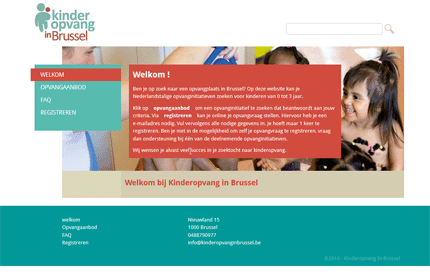 kinder
opvang
inBrussel
WELKOM
OPVANGAANBOD
FAQ
REGISTREREN
Welkom !
Ben je op zoek naar een opvangplaats in Brussel? Op deze website kan je
Nederlandstalige opvanginitiatieven zoeken voor kinderen van 0 tot 3 jaar.
Klik op opvangaanbod om een opvanginitiatief te zoeken dat beantwoordt aan jouw
criteria. Via registreren kan je online je opvangvraag stellen. Hiervoor heb je een
e-mailadres nodig. Vul vervolgens alle nodige gegevens in. Je hoeft maar 1 keer te
registreren. Ben je niet in de mogelijkheid om zelf je opvangvraag te registreren, vraag
dan ondersteuning bij één van de deelnemende opvanginitiatieven.
Wij wensen je alvast veel succes in je zoektocht naar kinderopvang.
Welkom bij Kinderopvang in Brussel
welkom
Opvangaanbod
FAQ
Registreren
Nieuwland 15
1000 Brussel
0488790977
info@kinderopvanginbrussel.be
©2014 - Kinderopvang in Brussel